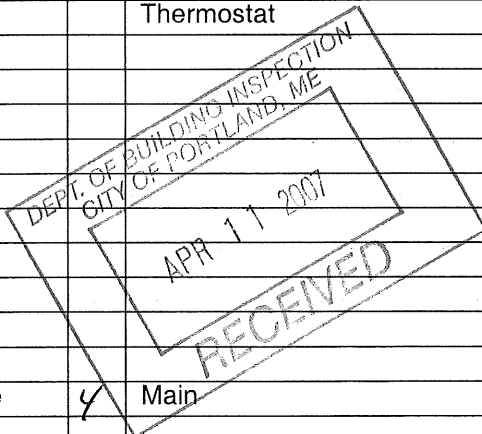 Thermostat
DEPT. OF BUILDING INSPECTION
CITY OF PORTLAND, ME
APR 11 2007
RECEIVED
Main